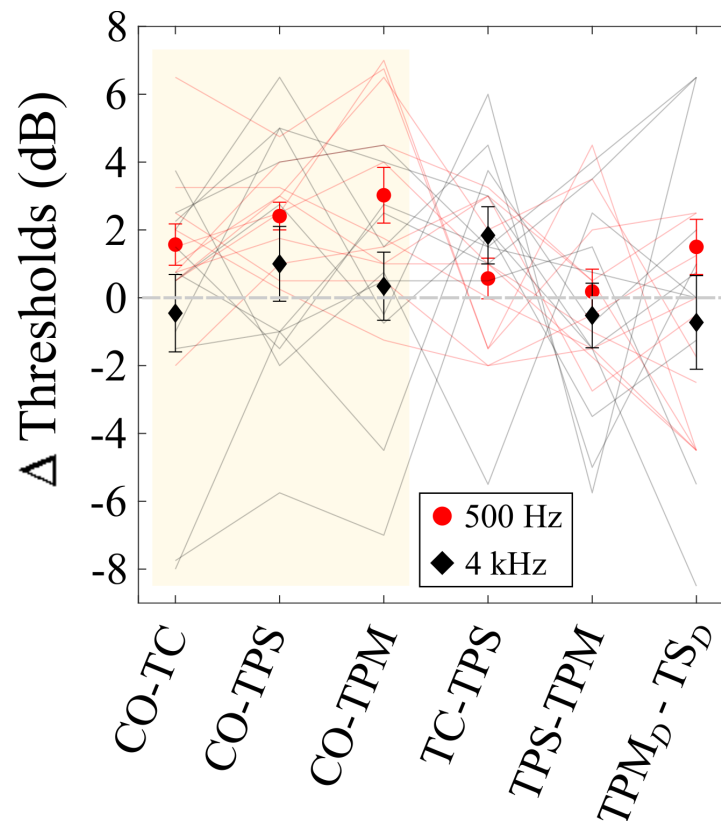 Δ Thresholds (dB)
8
6
4
2
0
-2
-4
-6
-8
500 Hz
4 kHz
CO-TC
CO-TPS
CO-TPM
TC-TPS
TPS-TPM
TPM_D - TS_D